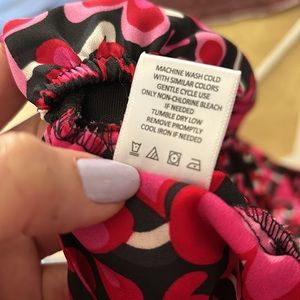 MACHINE WASH COLD
WITH SIMILAR COLORS
GENTLE CYCLE USE
ONLY NON-CHLORINE BLEACH
IF NEEDED
TUMBLE DRY LOW
REMOVE PROMPTLY
COOL IRON IF NEEDED